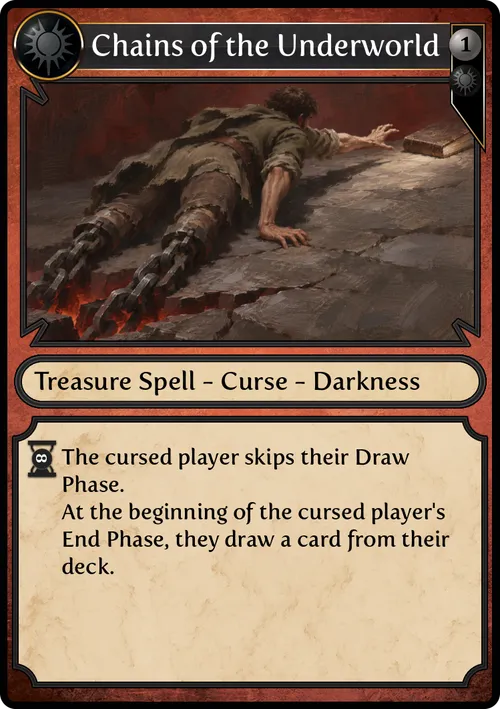 Chains of the Underworld
1
Treasure Spell - Curse - Darkness
The cursed player skips their Draw
Phase.
At the beginning of the cursed player's
End Phase, they draw a card from their
deck.